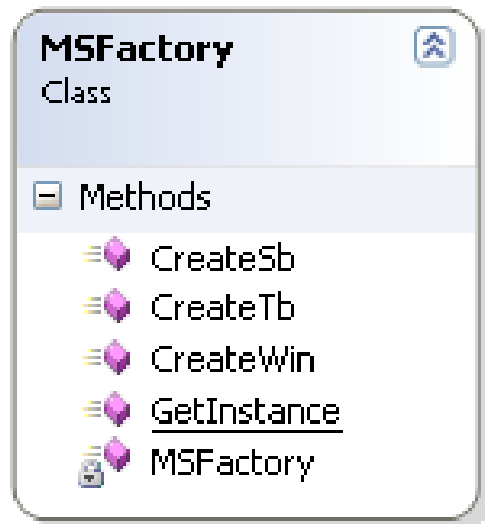 MSFactory
Class
Methods
CreateSb
CreateTb
CreateWin
GetInstance
MSFactory